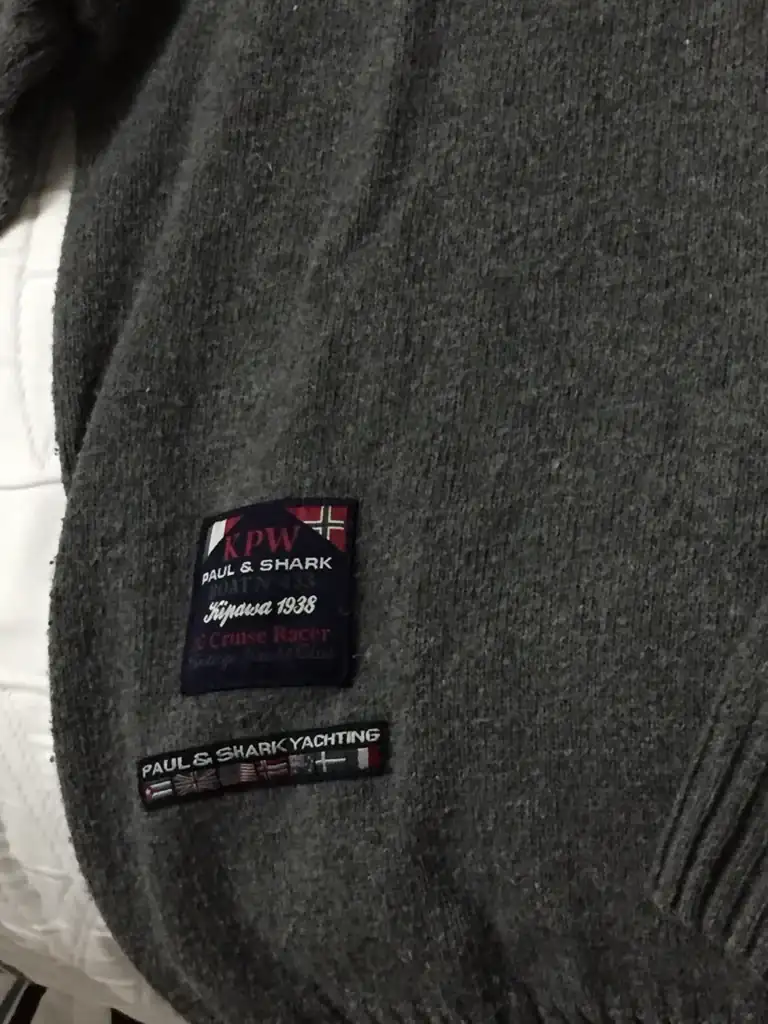 KPW
PAUL & SHARK
Kipawa 1938
Cruise Racer
PAUL & SHARK YACHTING